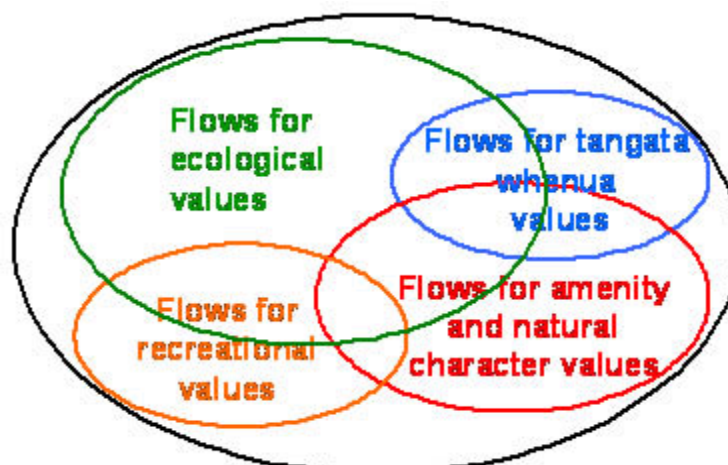 Flows for
ecological
values
Flows for tangata
whenua
values
Flows for
recreational
values
Flows for amenity
and natural
character values